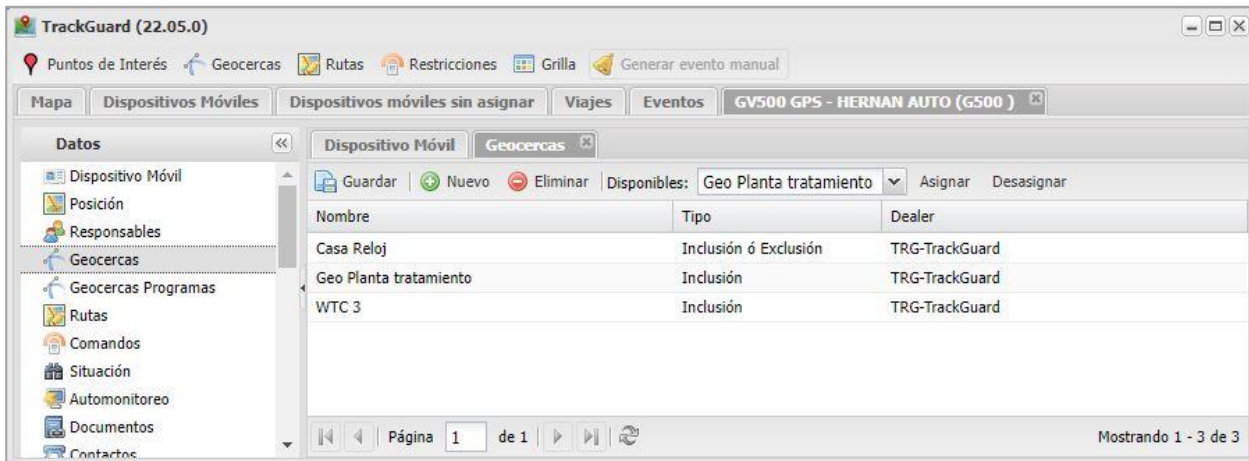 TrackGuard (22.05.0)
Puntos de Interés Geocercas Rutas Restricciones Grilla Generar evento manual
Mapa Dispositivos Móviles Dispositivos móviles sin asignar Viajes Eventos GV500 GPS - HERNAN AUTO (G500 )
Datos
Dispositivo Móvil
Posición
Responsables
Geocercas
Geocercas Programas
Rutas
Comandos
Situación
Automonitoreo
Documentos
Contactos
Dispositivo Móvil Geocercas
Guardar Nuevo Eliminar Disponibles: Geo Planta tratamiento Asignar Desasignar
Nombre Tipo Dealer
Casa Reloj Inclusión ó Exclusión TRG-TrackGuard
Geo Planta tratamiento Inclusión TRG-TrackGuard
WTC 3 Inclusión TRG-TrackGuard
Página 1 de 1 Mostrando 1 - 3 de 3